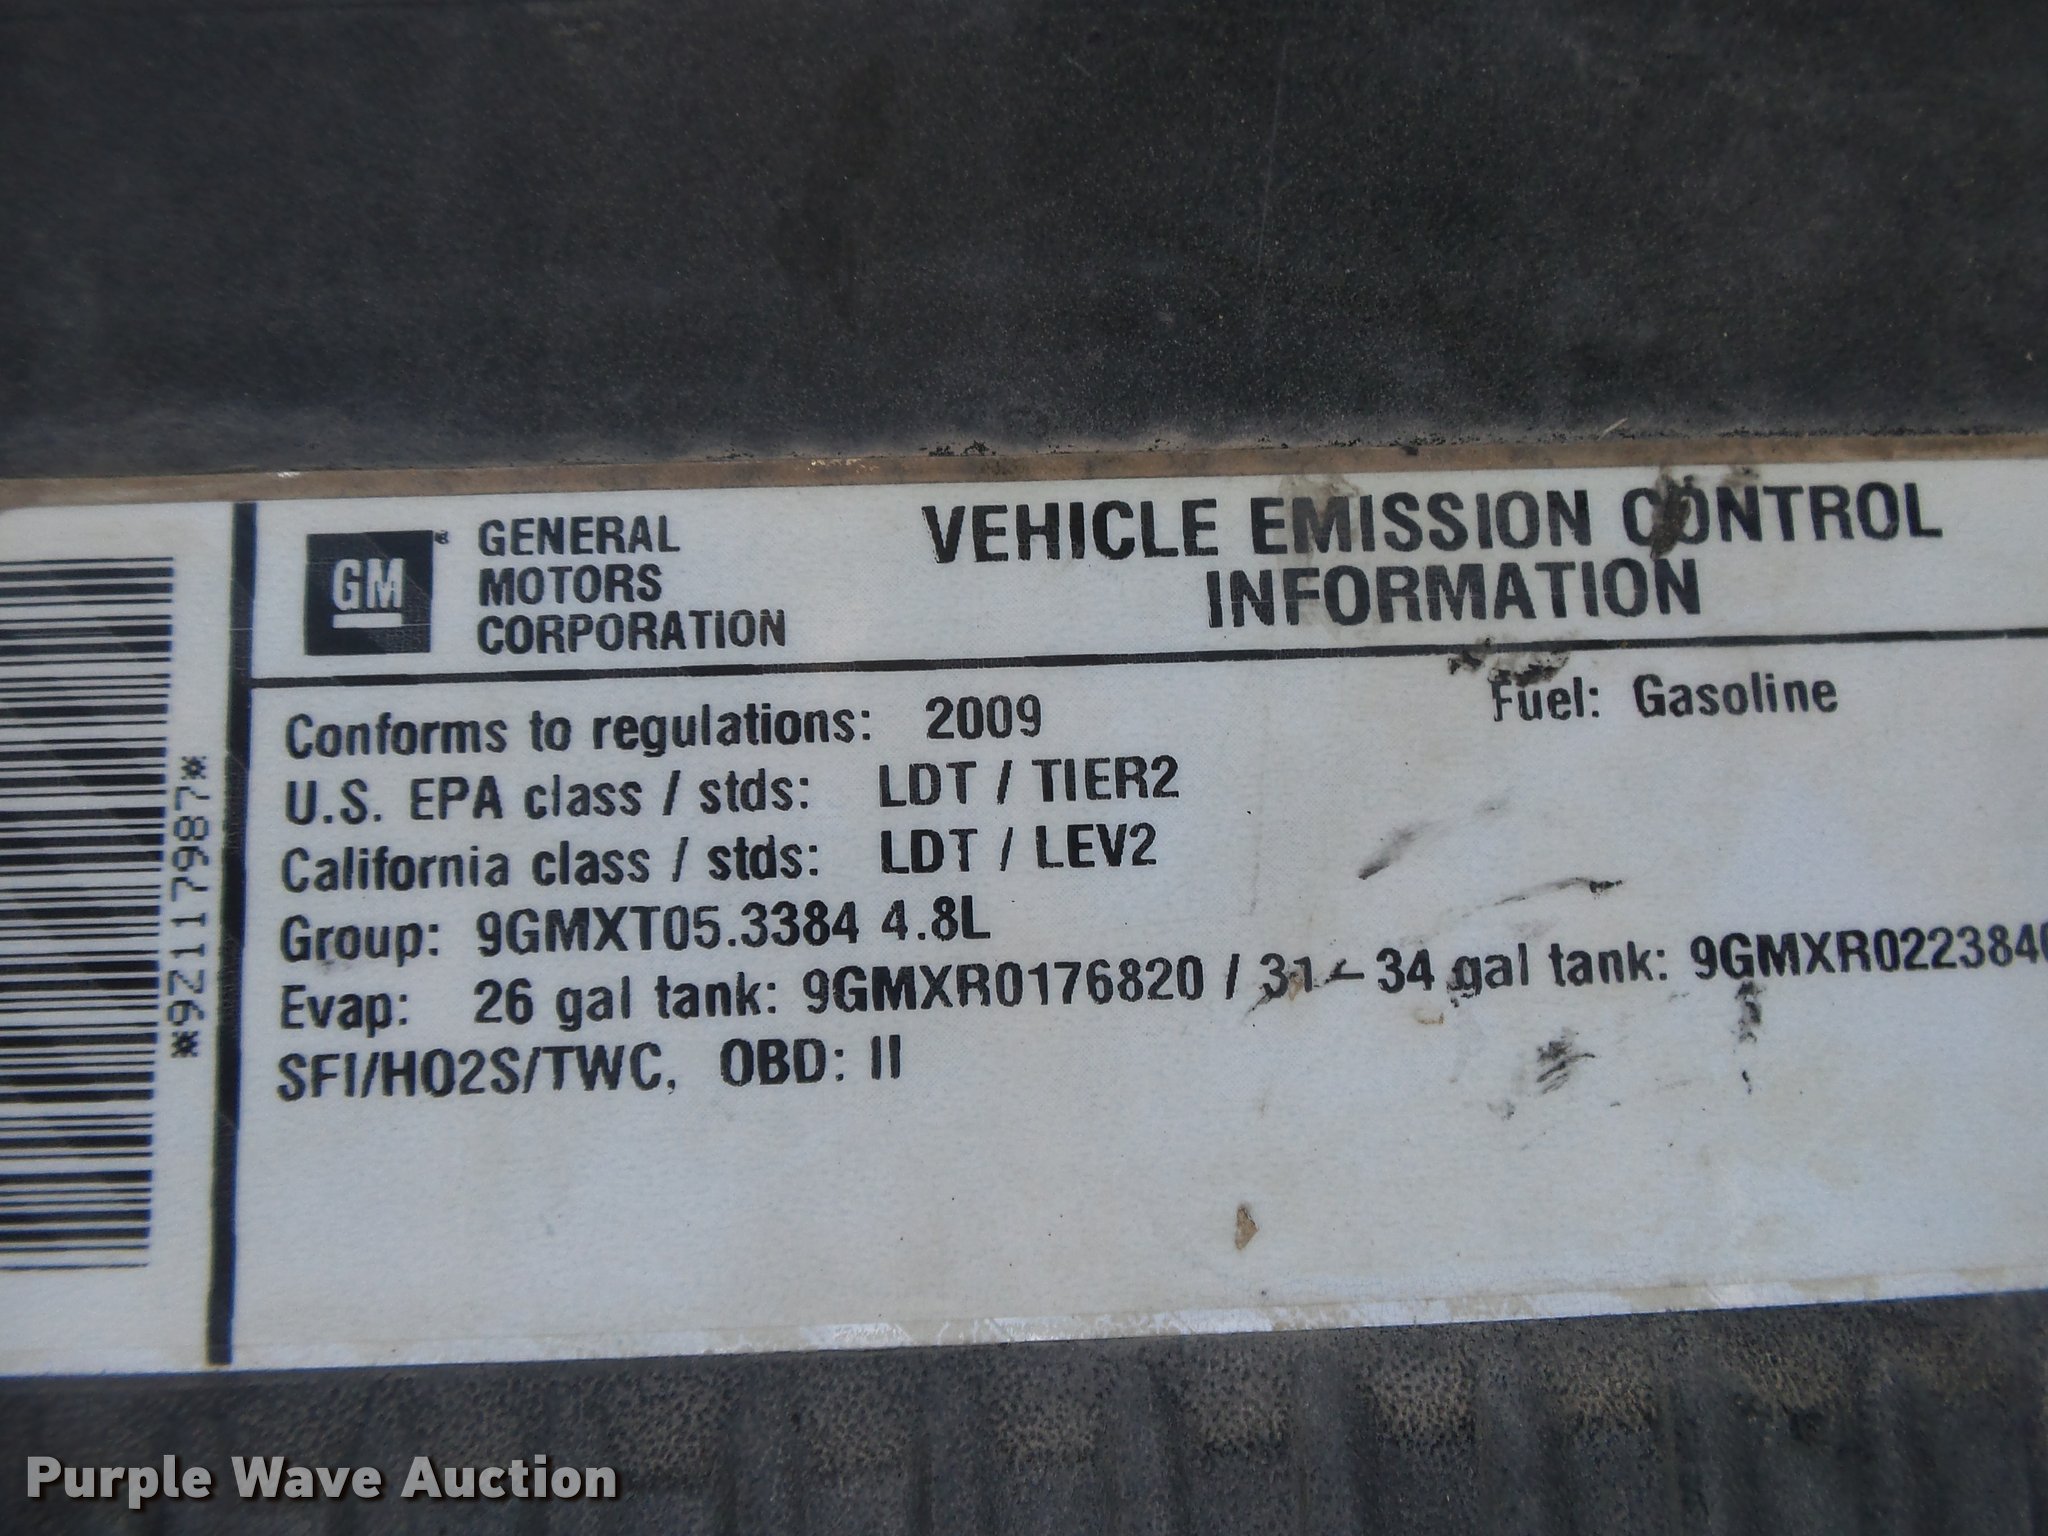 GM
GENERAL
MOTORS
CORPORATION
VEHICLE EMISSION CONTROL
INFORMATION
Conforms to regulations: 2009
Fuel: Gasoline
U.S. EPA class / stds: LDT / TIER2
California class / stds: LDT / LEV2
Group: 9GMXT05.3384 4.8L
Evap: 26 gal tank: 9GMXR0176820 / 31 – 34 gal tank:
SFI/HO2S/TWC, OBD: II
*92117987*
Purple Wave Auction